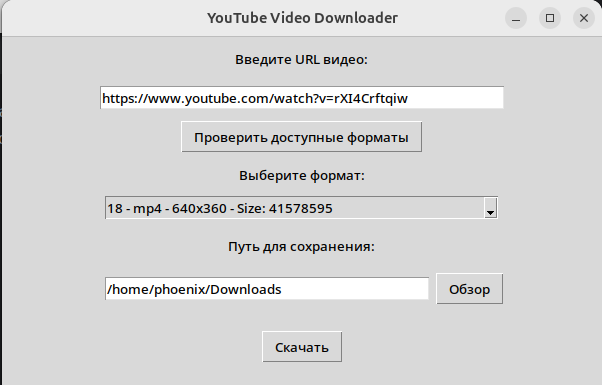 YouTube Video Downloader
Введите URL видео:
https://www.youtube.com/watch?v=rXI4Crftqiw
Проверить доступные форматы
Выберите формат:
18 - mp4 - 640x360 - Size: 41578595
Путь для сохранения:
/home/phoenix/Downloads
Обзор
Скачать